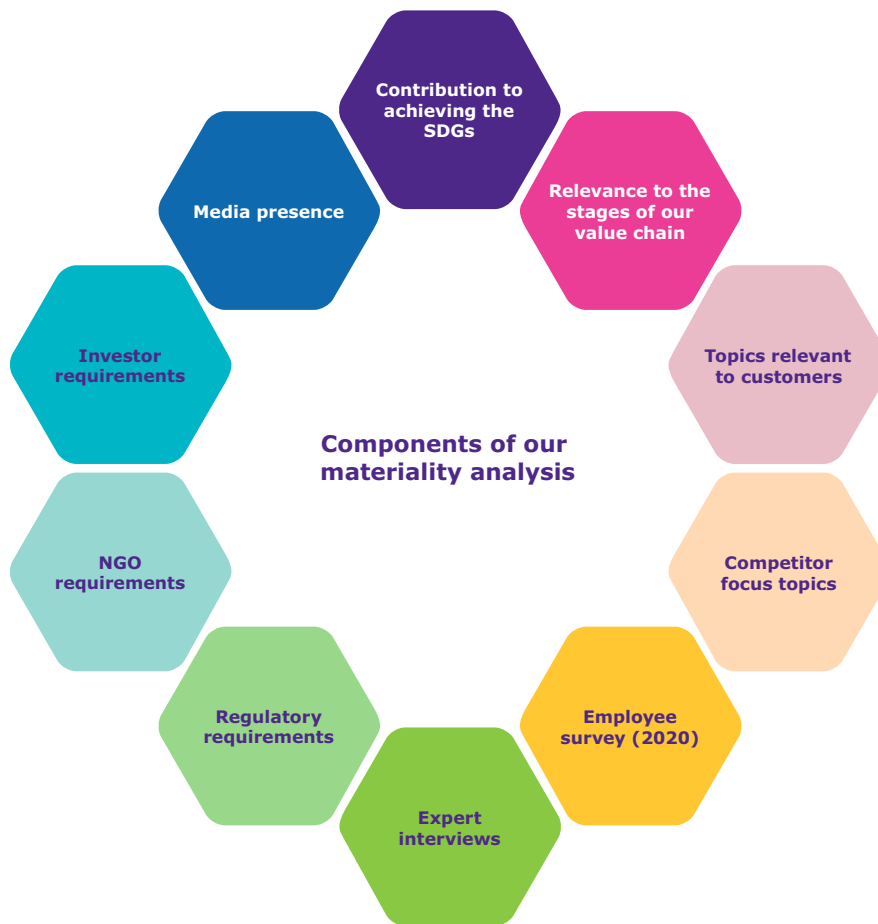 Contribution to
achieving the
SDGs
Relevance to the
stages of our
value chain
Topics relevant
to customers
Competitor
focus topics
Employee
survey (2020)
Expert
interviews
Regulatory
requirements
NGO
requirements
Investor
requirements
Media presence
Components of our
materiality analysis